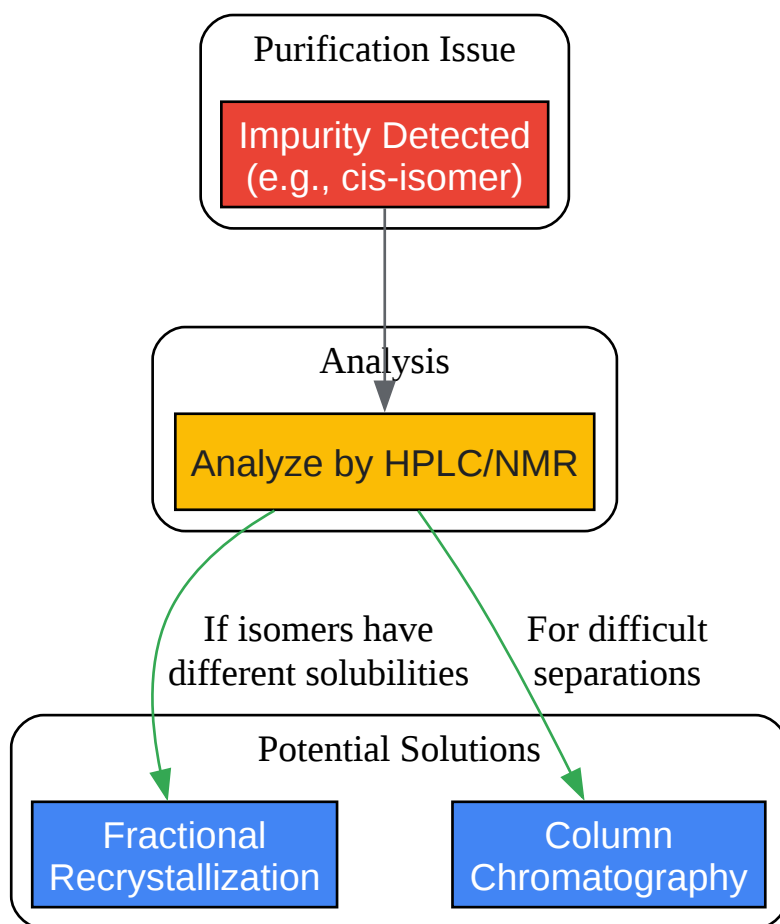 Purification Issue
Impurity Detected
(e.g., cis-isomer)
Analysis
Analyze by HPLC/NMR
If isomers have
different solubilities
For difficult
separations
Potential Solutions
Fractional
Recrystallization
Column
Chromatography